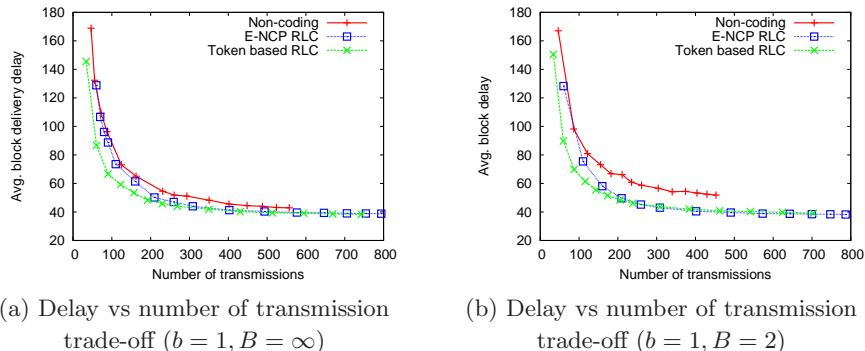 180
160
140
120
100
80
60
40
20
Avg. block delivery delay
Non-coding
E-NCP RLC
Token based RLC
0 100 200 300 400 500 600 700 800
Number of transmissions
(a) Delay vs number of transmission
trade-off (b = 1, B = ∞)
180
160
140
120
100
80
60
40
20
Avg. block delay
Non-coding
E-NCP RLC
Token based RLC
0 100 200 300 400 500 600 700 800
Number of transmissions
(b) Delay vs number of transmission
trade-off (b = 1, B = 2)